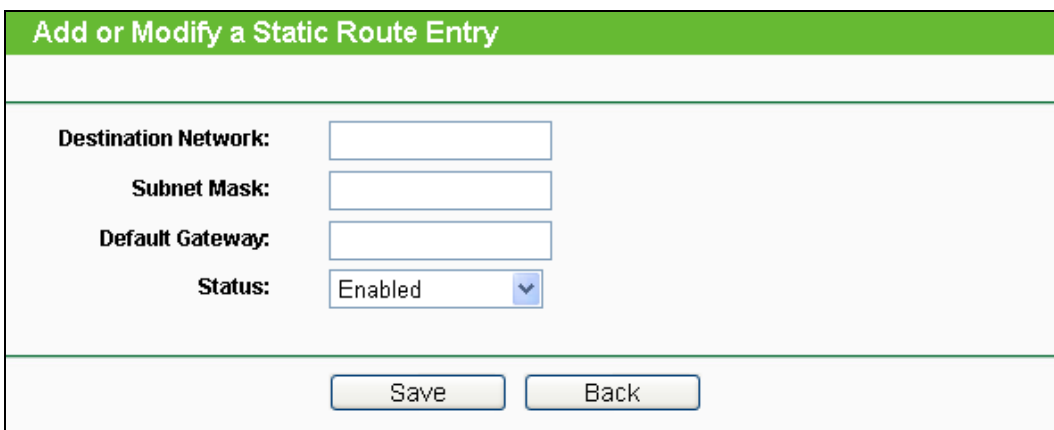 Add or Modify a Static Route Entry
Destination Network:
Subnet Mask:
Default Gateway:
Status: Enabled
Save Back